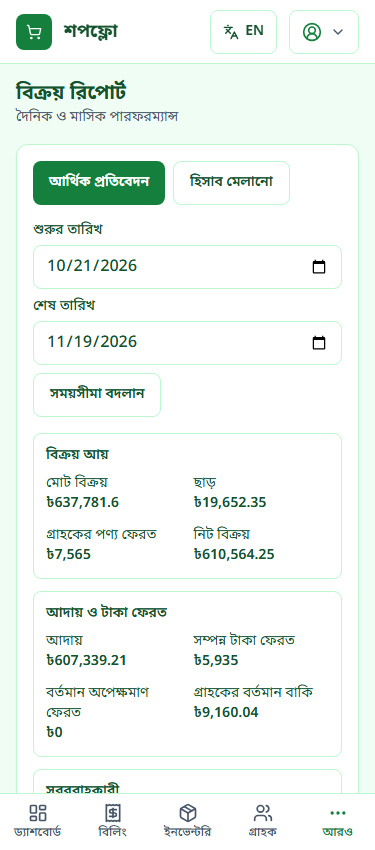 শপফ্লো
EN
বিক্রয় রিপোর্ট
দৈনিক ও মাসিক পারফরম্যান্স
আর্থিক প্রতিবেদন
হিসাব মেলানো
শুরুর তারিখ
10/21/2026
শেষ তারিখ
11/19/2026
সময়সীমা বদলান
বিক্রয় আয়
মোট বিক্রয়
৳637,781.6
ছাড়
৳19,652.35
গ্রাহকের পণ্য ফেরত
৳7,565
নিট বিক্রয়
৳610,564.25
আদায় ও টাকা ফেরত
আদায়
৳607,339.21
সম্পন্ন টাকা ফেরত
৳5,935
বর্তমান অপেক্ষমাণ
ফেরত
৳0
গ্রাহকের বর্তমান বাকি
৳9,160.04
সরবরাহকারী
ড্যাশবোর্ড
বিলিং
ইনভেন্টরি
গ্রাহক
আরও